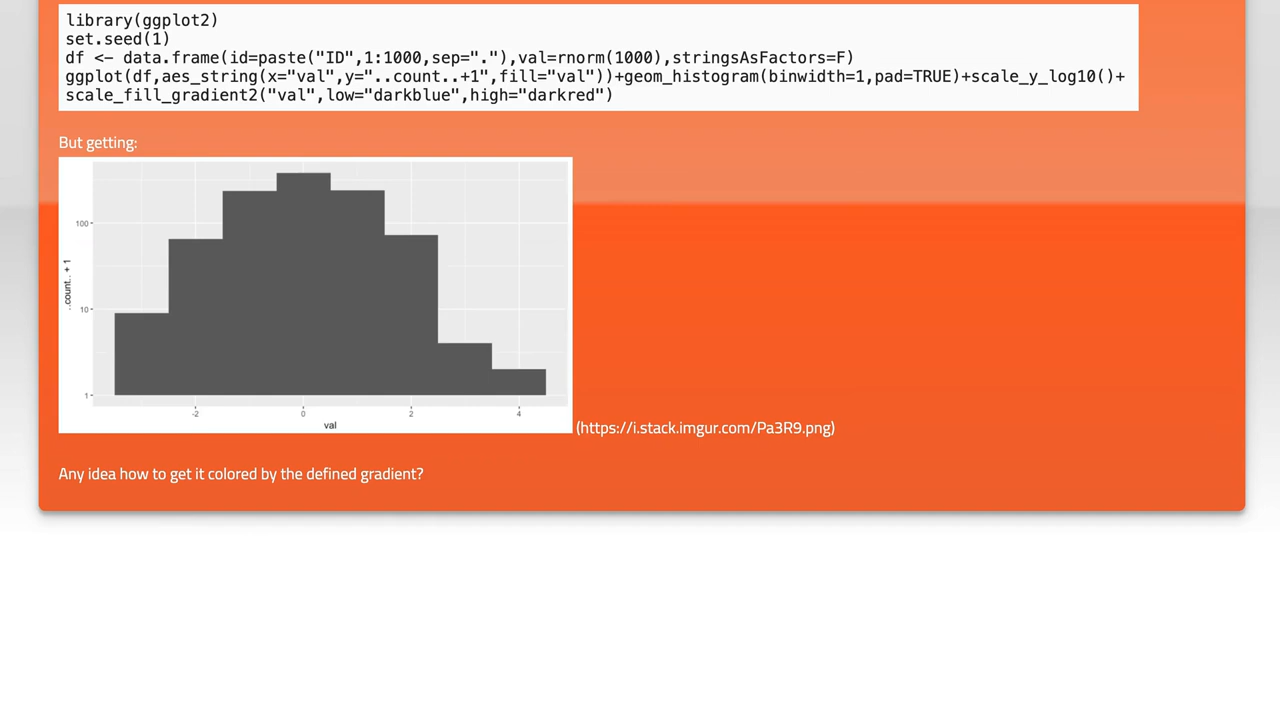 library(ggplot2)
set.seed(1)
df <- data.frame(id=paste("ID",1:1000,sep="."),val=rnorm(1000),stringsAsFactors=F)
ggplot(df,aes_string(x="val",y="..count..+1",fill="val"))+geom_histogram(binwidth=1,pad=TRUE)+scale_y_log10()+
scale_fill_gradient2("val",low="darkblue",high="darkred")
But getting:
100
10
1
..count.. + 1
-2
0
2
4
val
(https://i.stack.imgur.com/Pa3R9.png)
Any idea how to get it colored by the defined gradient?